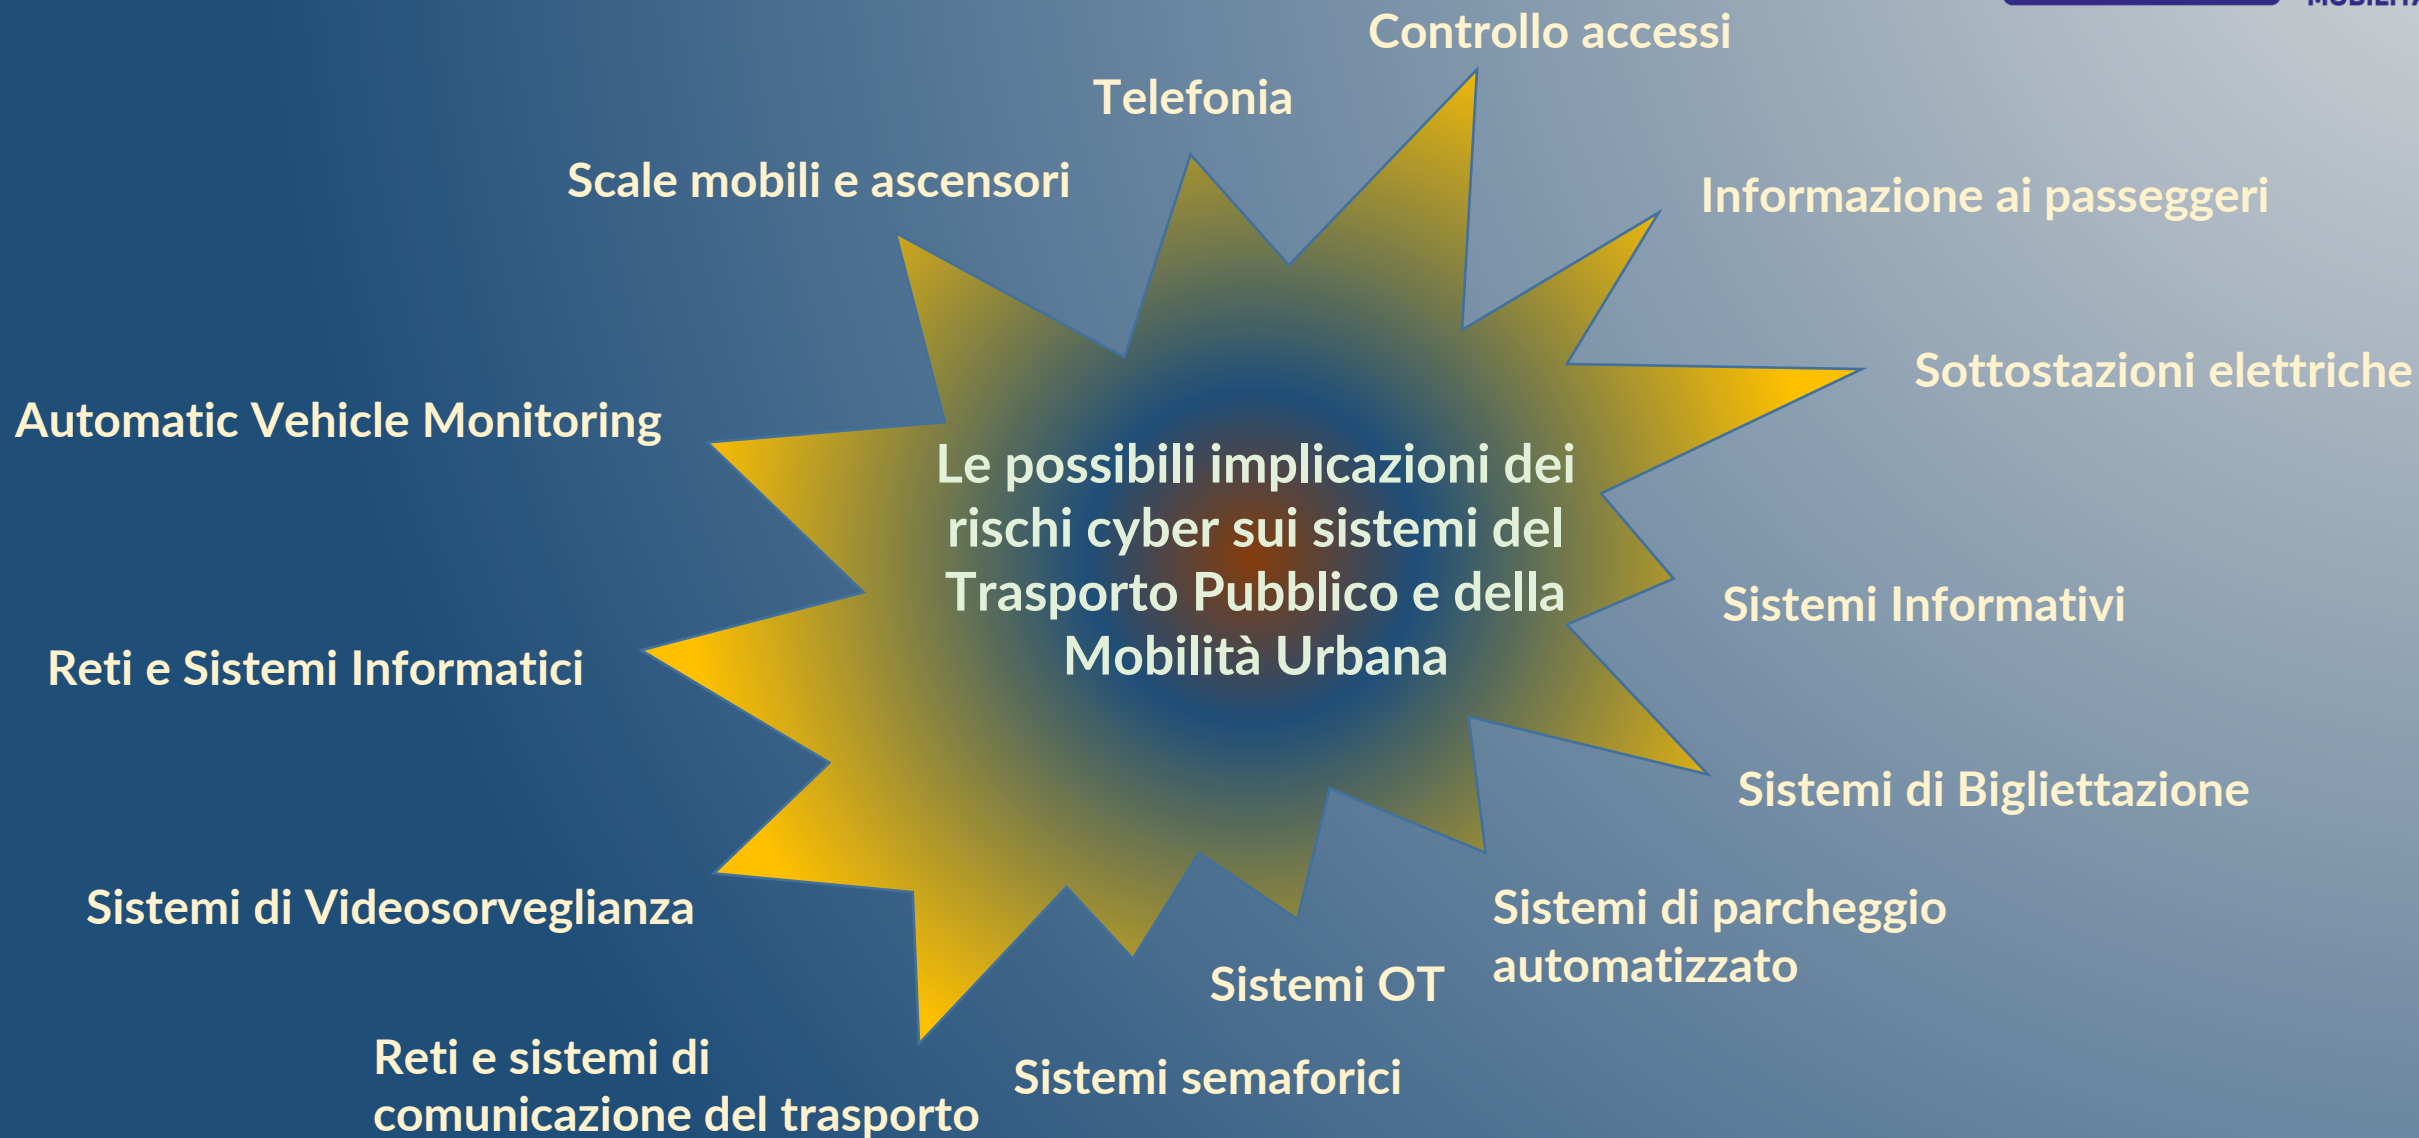 MOBILITÀ
Controllo accessi
Telefonia
Scale mobili e ascensori
Informazione ai passeggeri
Sottostazioni elettriche
Automatic Vehicle Monitoring
Le possibili implicazioni dei
rischi cyber sui sistemi del
Trasporto Pubblico e della
Mobilità Urbana
Sistemi Informativi
Reti e Sistemi Informatici
Sistemi di Bigliettazione
Sistemi di Videosorveglianza
Sistemi di parcheggio
automatizzato
Sistemi OT
Reti e sistemi di
comunicazione del trasporto
Sistemi semaforici